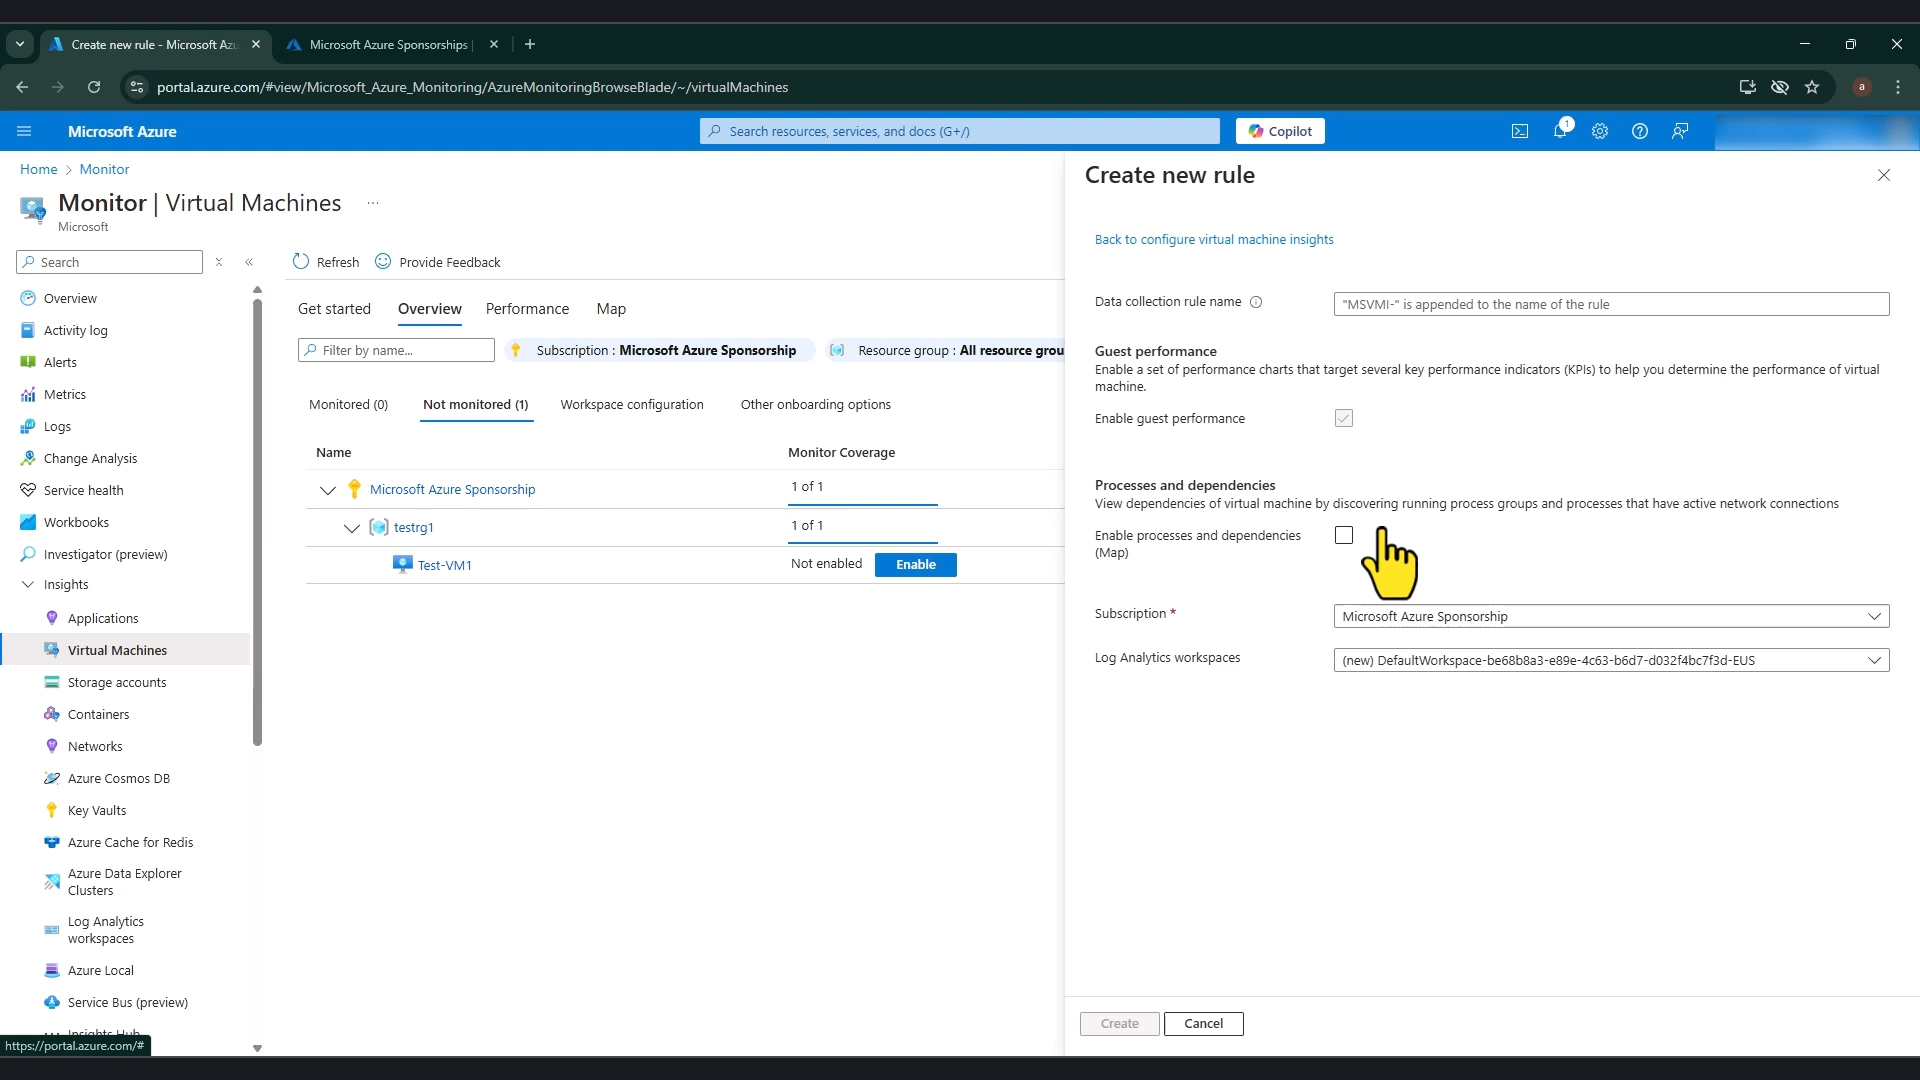 Create new rule - Microsoft Azu
Microsoft Azure Sponsorships |
portal.azure.com/#view/Microsoft_Azure_Monitoring/AzureMonitoringBrowseBlade/~/virtualMachines
a
Microsoft Azure
Search resources, services, and docs (G+/)
Copilot
1
Home > Monitor
Monitor | Virtual Machines
...
Microsoft
Search
Refresh
Provide Feedback
Get started
Overview
Performance
Map
Filter by name...
Subscription : Microsoft Azure Sponsorship
Resource group : All resource grou
Monitored (0)
Not monitored (1)
Workspace configuration
Other onboarding options
Name
Monitor Coverage
Microsoft Azure Sponsorship
1 of 1
testrg1
1 of 1
Test-VM1
Not enabled
Enable
Overview
Activity log
Alerts
Metrics
Logs
Change Analysis
Service health
Workbooks
Investigator (preview)
Insights
Applications
Virtual Machines
Storage accounts
Containers
Networks
Azure Cosmos DB
Key Vaults
Azure Cache for Redis
Azure Data Explorer
Clusters
Log Analytics
workspaces
Azure Local
Service Bus (preview)
Insights Hub
https://portal.azure.com/#
Create new rule
Back to configure virtual machine insights
Data collection rule name
"MSVMI-" is appended to the name of the rule
Guest performance
Enable a set of performance charts that target several key performance indicators (KPIs) to help you determine the performance of virtual
machine.
Enable guest performance
Processes and dependencies
View dependencies of virtual machine by discovering running process groups and processes that have active network connections
Enable processes and dependencies
(Map)
Subscription *
Microsoft Azure Sponsorship
Log Analytics workspaces
(new) DefaultWorkspace-be68b8a3-e89e-4c63-b6d7-d032f4bc7f3d-EUS
Create
Cancel